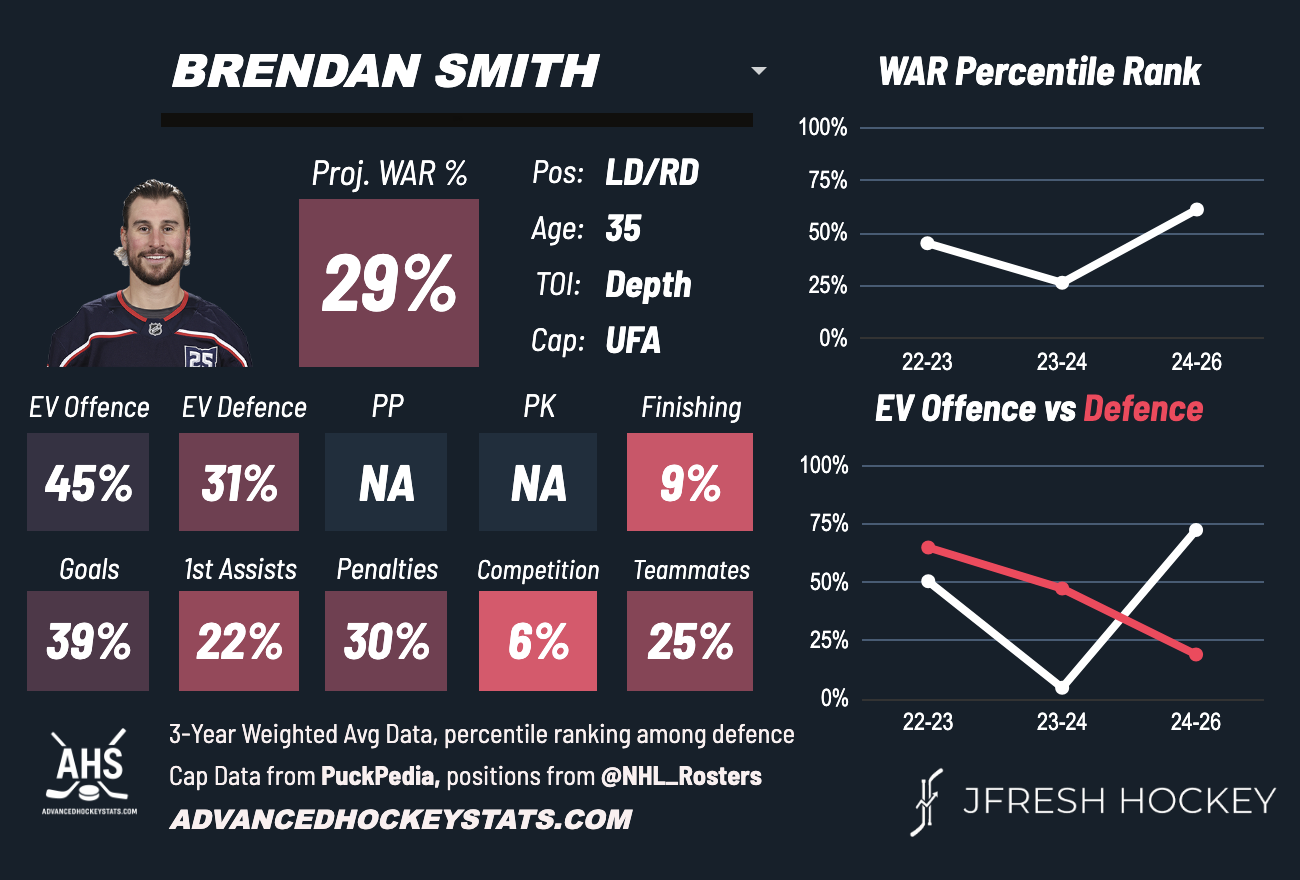 BRENDAN SMITH
Proj. WAR %
29%
Pos: LD/RD
Age: 35
TOI: Depth
Cap: UFA
25
EV Offence EV Defence PP PK Finishing
45% 31% NA NA 9%
Goals 1st Assists Penalties Competition Teammates
39% 22% 30% 6% 25%
WAR Percentile Rank
100%
75%
50%
25%
0%
22-23 23-24 24-26
EV Offence vs Defence
100%
75%
50%
25%
0%
22-23 23-24 24-26
AHS
ADVANCEDHOCKEYSTATS.COM
3-Year Weighted Avg Data, percentile ranking among defence
Cap Data from PuckPedia, positions from @NHL_Rosters
ADVANCEDHOCKEYSTATS.COM
JFRESH HOCKEY